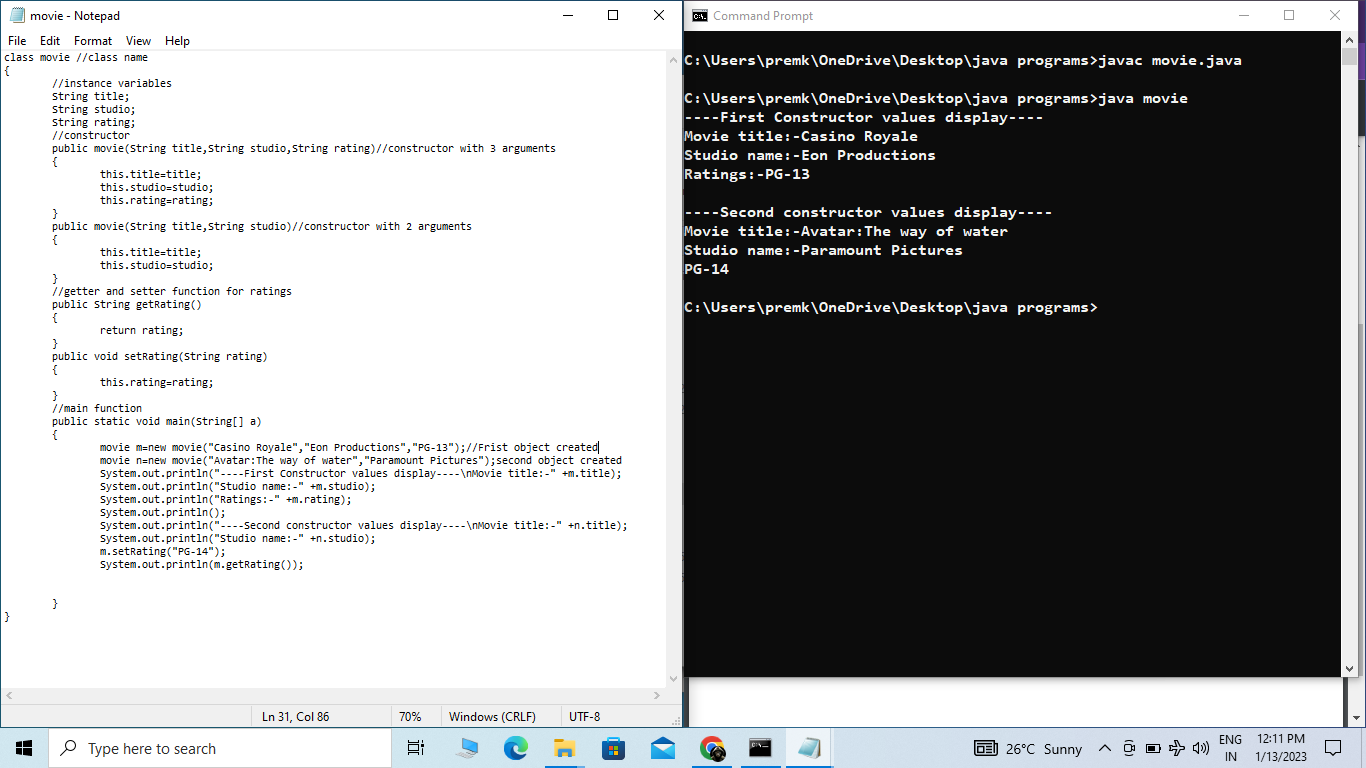 movie - Notepad
File Edit Format View Help
class movie //class name
{
//instance variables
String title;
String studio;
String rating;
//constructor
public movie(String title,String studio,String rating)//constructor with 3 arguments
{
this.title=title;
this.studio=studio;
this.rating=rating;
}
public movie(String title,String studio)//constructor with 2 arguments
{
this.title=title;
this.studio=studio;
}
//getter and setter function for ratings
public String getRating()
{
return rating;
}
public void setRating(String rating)
{
this.rating=rating;
}
//main function
public static void main(String[] a)
{
movie m=new movie("Casino Royale","Eon Productions","PG-13");//Frist object created
movie n=new movie("Avatar:The way of water","Paramount Pictures");second object created
System.out.println("----First Constructor values display----\nMovie title:-" +m.title);
System.out.println("Studio name:-" +m.studio);
System.out.println("Ratings:-" +m.rating);
System.out.println();
System.out.println("----Second constructor values display----\nMovie title:-" +n.title);
System.out.println("Studio name:-" +n.studio);
m.setRating("PG-14");
System.out.println(m.getRating());
}
}
Ln 31, Col 86 70% Windows (CRLF) UTF-8
Command Prompt
C:\Users\premk\OneDrive\Desktop\java programs>javac movie.java
C:\Users\premk\OneDrive\Desktop\java programs>java movie
----First Constructor values display----
Movie title:-Casino Royale
Studio name:-Eon Productions
Ratings:-PG-13
----Second constructor values display----
Movie title:-Avatar:The way of water
Studio name:-Paramount Pictures
PG-14
C:\Users\premk\OneDrive\Desktop\java programs>
Type here to search
26°C Sunny
ENG
IN
12:11 PM
1/13/2023